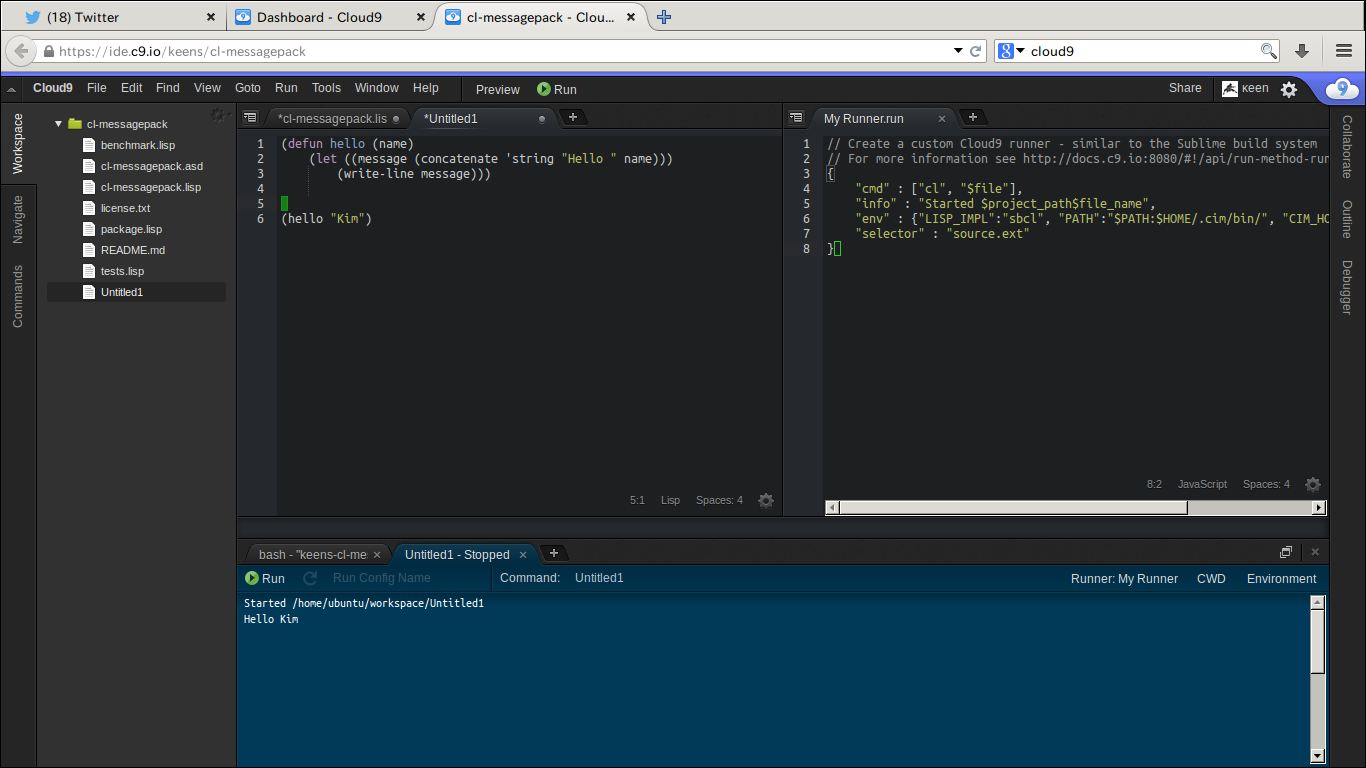 (18) Twitter
Dashboard - Cloud9
cl-messagepack - Clou...
https://ide.c9.io/keens/cl-messagepack
cloud9
Cloud9 File Edit Find View Goto Run Tools Window Help Preview Run Share keen
Workspace
Navigate
Commands
cl-messagepack
benchmark.lisp
cl-messagepack.asd
cl-messagepack.lisp
license.txt
package.lisp
README.md
tests.lisp
Untitled1
*cl-messagepack.lis
*Untitled1
1 (defun hello (name)
2 (let ((message (concatenate 'string "Hello " name)))
3 (write-line message)))
4
5
6 (hello "Kim")
5:1 Lisp Spaces: 4
My Runner.run
1 // Create a custom Cloud9 runner - similar to the Sublime build system
2 // For more information see http://docs.c9.io:8080/#!/api/run-method-run
3 {
4 "cmd" : ["cl", "$file"],
5 "info" : "Started $project_path$file_name",
6 "env" : {"LISP_IMPL":"sbcl", "PATH":"$PATH:$HOME/.cim/bin/", "CIM_HO
7 "selector" : "source.ext"
8 }
8:2 JavaScript Spaces: 4
Collaborate
Outline
Debugger
bash - "keens-cl-me
Untitled1 - Stopped
Run Run Config Name Command: Untitled1 Runner: My Runner CWD Environment
Started /home/ubuntu/workspace/Untitled1
Hello Kim